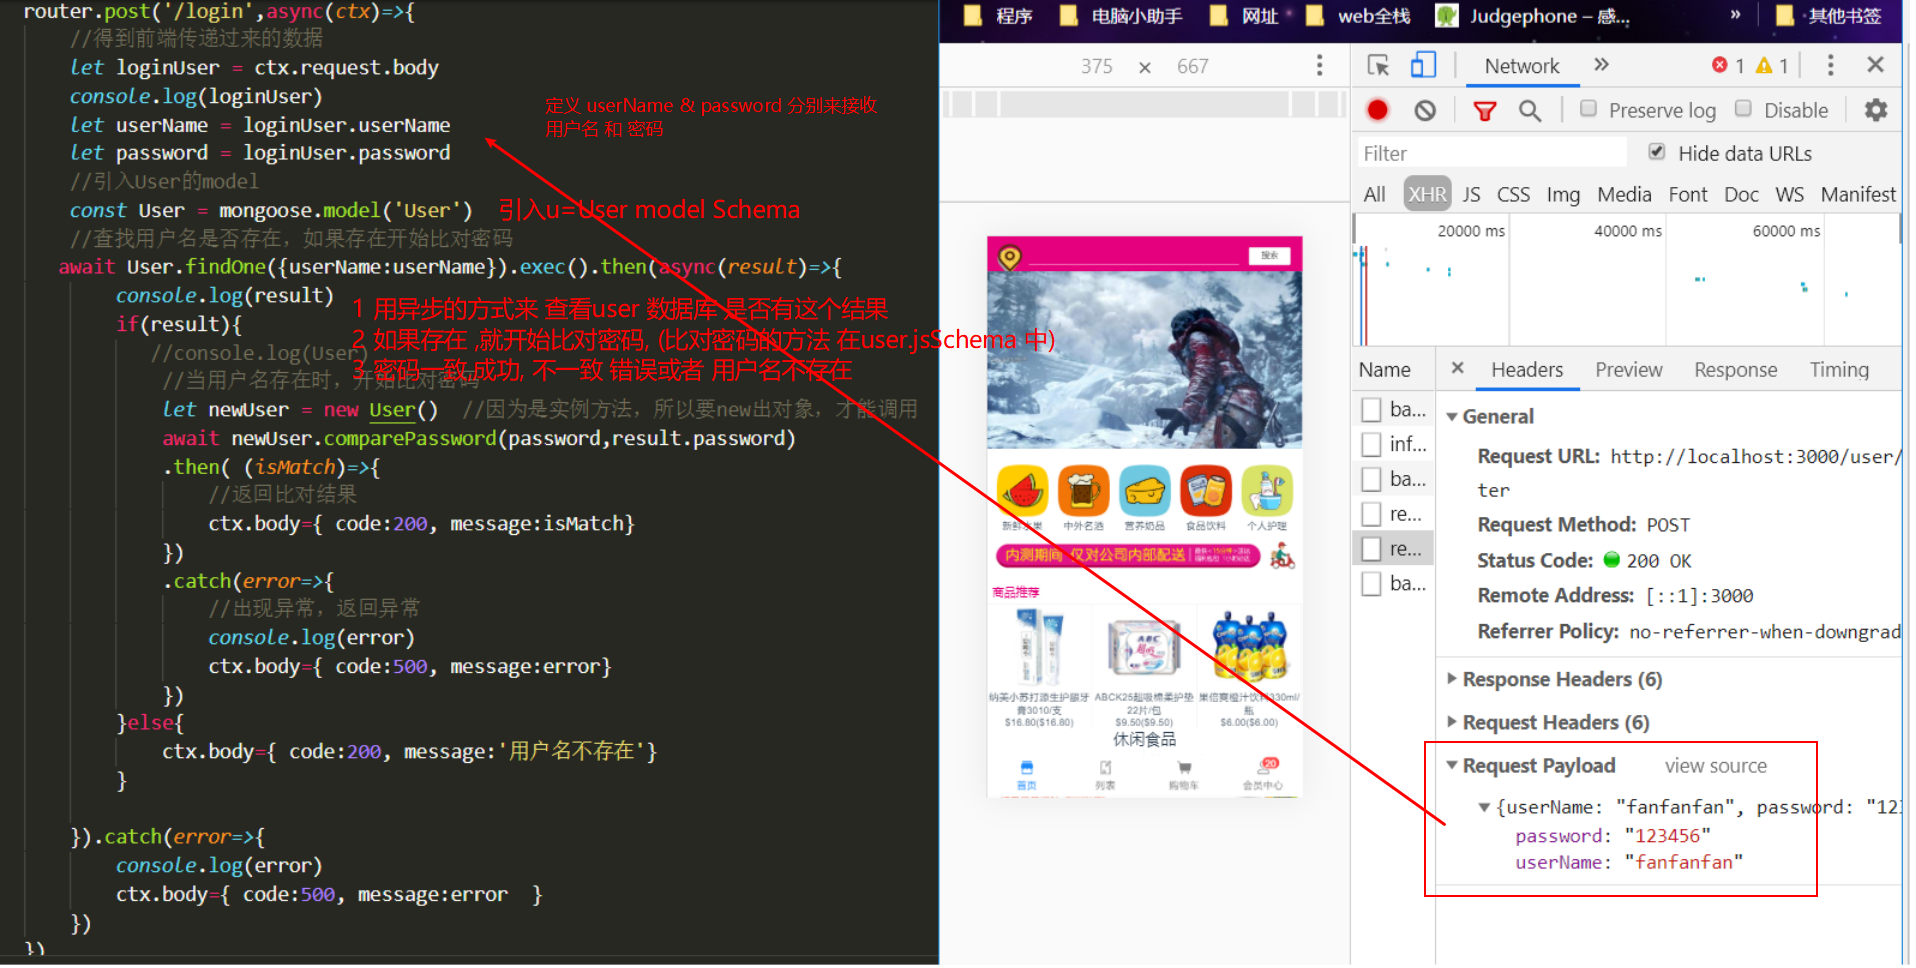 router.post('/login',async(ctx)=>{
//得到前端传递过来的数据
let loginUser = ctx.request.body
console.log(loginUser)
let userName = loginUser.userName
let password = loginUser.password
定义 userName & password 分别来接收
用户名 和 密码
//引入User的model
const User = mongoose.model('User')
引入u=User model Schema
//查找用户名是否存在，如果存在开始比对密码
await User.findOne({userName:userName}).exec().then(async(result)=>{
console.log(result)
if(result){
1 用异步的方式来 查看user 数据库 是否有这个结果
2 如果存在 ,就开始比对密码, (比对密码的方法 在user.jsSchema 中)
3 密码一致 成功, 不一致 错误或者 用户名不存在
//console.log(User)
//当用户名存在时，开始比对密码
let newUser = new User() //因为是实例方法，所以要new出对象，才能调用
await newUser.comparePassword(password,result.password)
.then( (isMatch)=>{
//返回比对结果
ctx.body={ code:200, message:isMatch}
})
.catch(error=>{
//出现异常，返回异常
console.log(error)
ctx.body={ code:500, message:error}
})
}else{
ctx.body={ code:200, message:'用户名不存在'}
}
}).catch(error=>{
console.log(error)
ctx.body={ code:500, message:error }
})
})
程序 电脑小助手 网址 web全栈 Judgephone – 感... » 其他书签
375 × 667
搜索
新鲜水果 中外名酒 营养奶品 食品饮料 个人护理
内测期间 仅对公司内部配送
商品推荐
纳美小苏打源生护龈牙膏3010/支
$16.80($16.80)
ABCK25超吸棉柔护垫22片/包
$9.50($9.50)
果倍爽橙汁饮料330ml/瓶
$6.00($6.00)
休闲食品
首页 列表 购物车 会员中心
20
Network » 1 1
Preserve log Disable
Filter Hide data URLs
All XHR JS CSS Img Media Font Doc WS Manifest
20000 ms 40000 ms 60000 ms
Name
ba...
inf...
ba...
re...
re...
ba...
× Headers Preview Response Timing
General
Request URL: http://localhost:3000/user/
ter
Request Method: POST
Status Code: 200 OK
Remote Address: [::1]:3000
Referrer Policy: no-referrer-when-downgrad
Response Headers (6)
Request Headers (6)
Request Payload view source
{userName: "fanfanfan", password: "123
password: "123456"
userName: "fanfanfan"